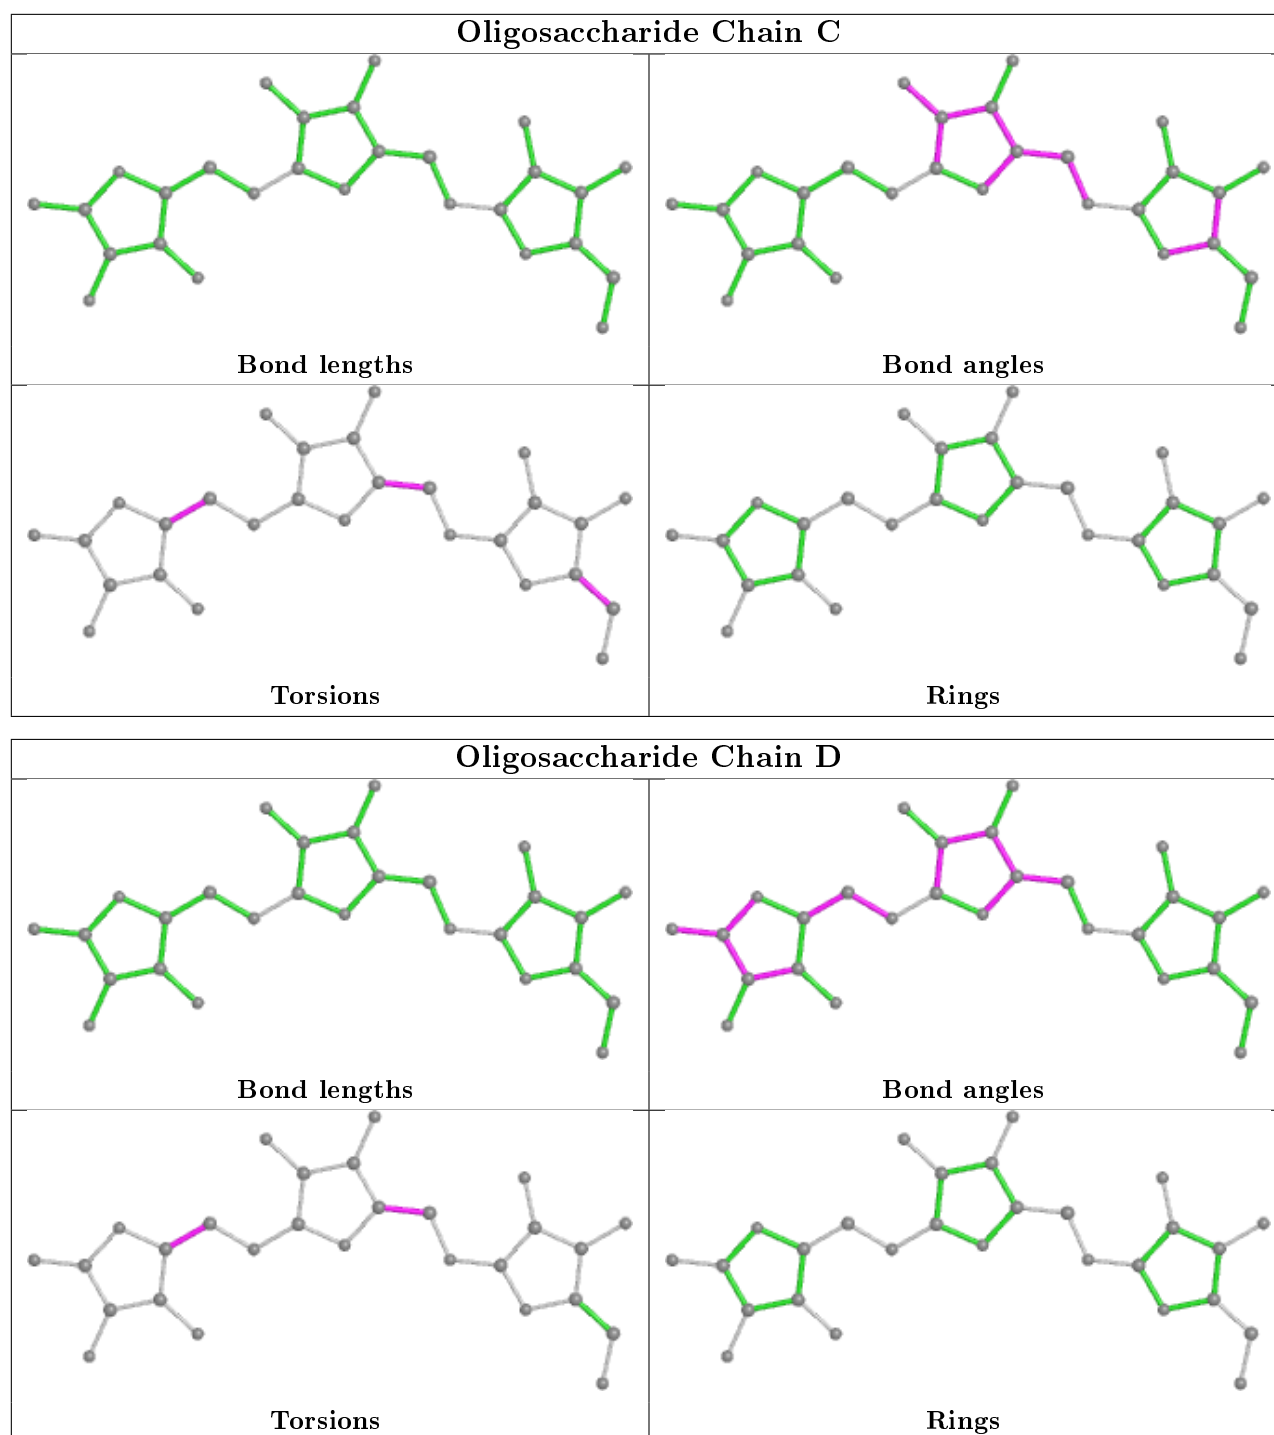 Oligosaccharide Chain C
Bond lengths
Bond angles
Torsions
Rings
Oligosaccharide Chain D
Bond lengths
Bond angles
Torsions
Rings